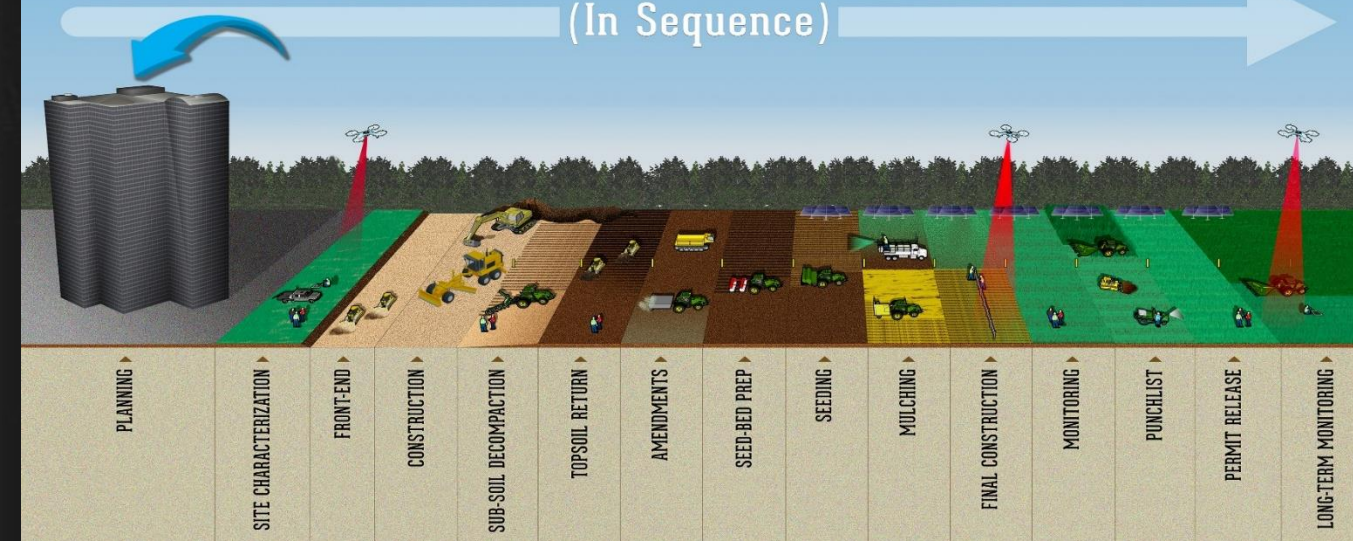 (In Sequence)
PLANNING
SITE CHARACTERIZATION
FRONT-END
CONSTRUCTION
SUB-SOIL DECOMPACTION
TOPSOIL RETURN
AMENDMENTS
SEED-BED PREP
SEEDING
MULCHING
FINAL CONSTRUCTION
MONITORING
PUNCHLIST
PERMIT RELEASE
LONG-TERM MONITORING